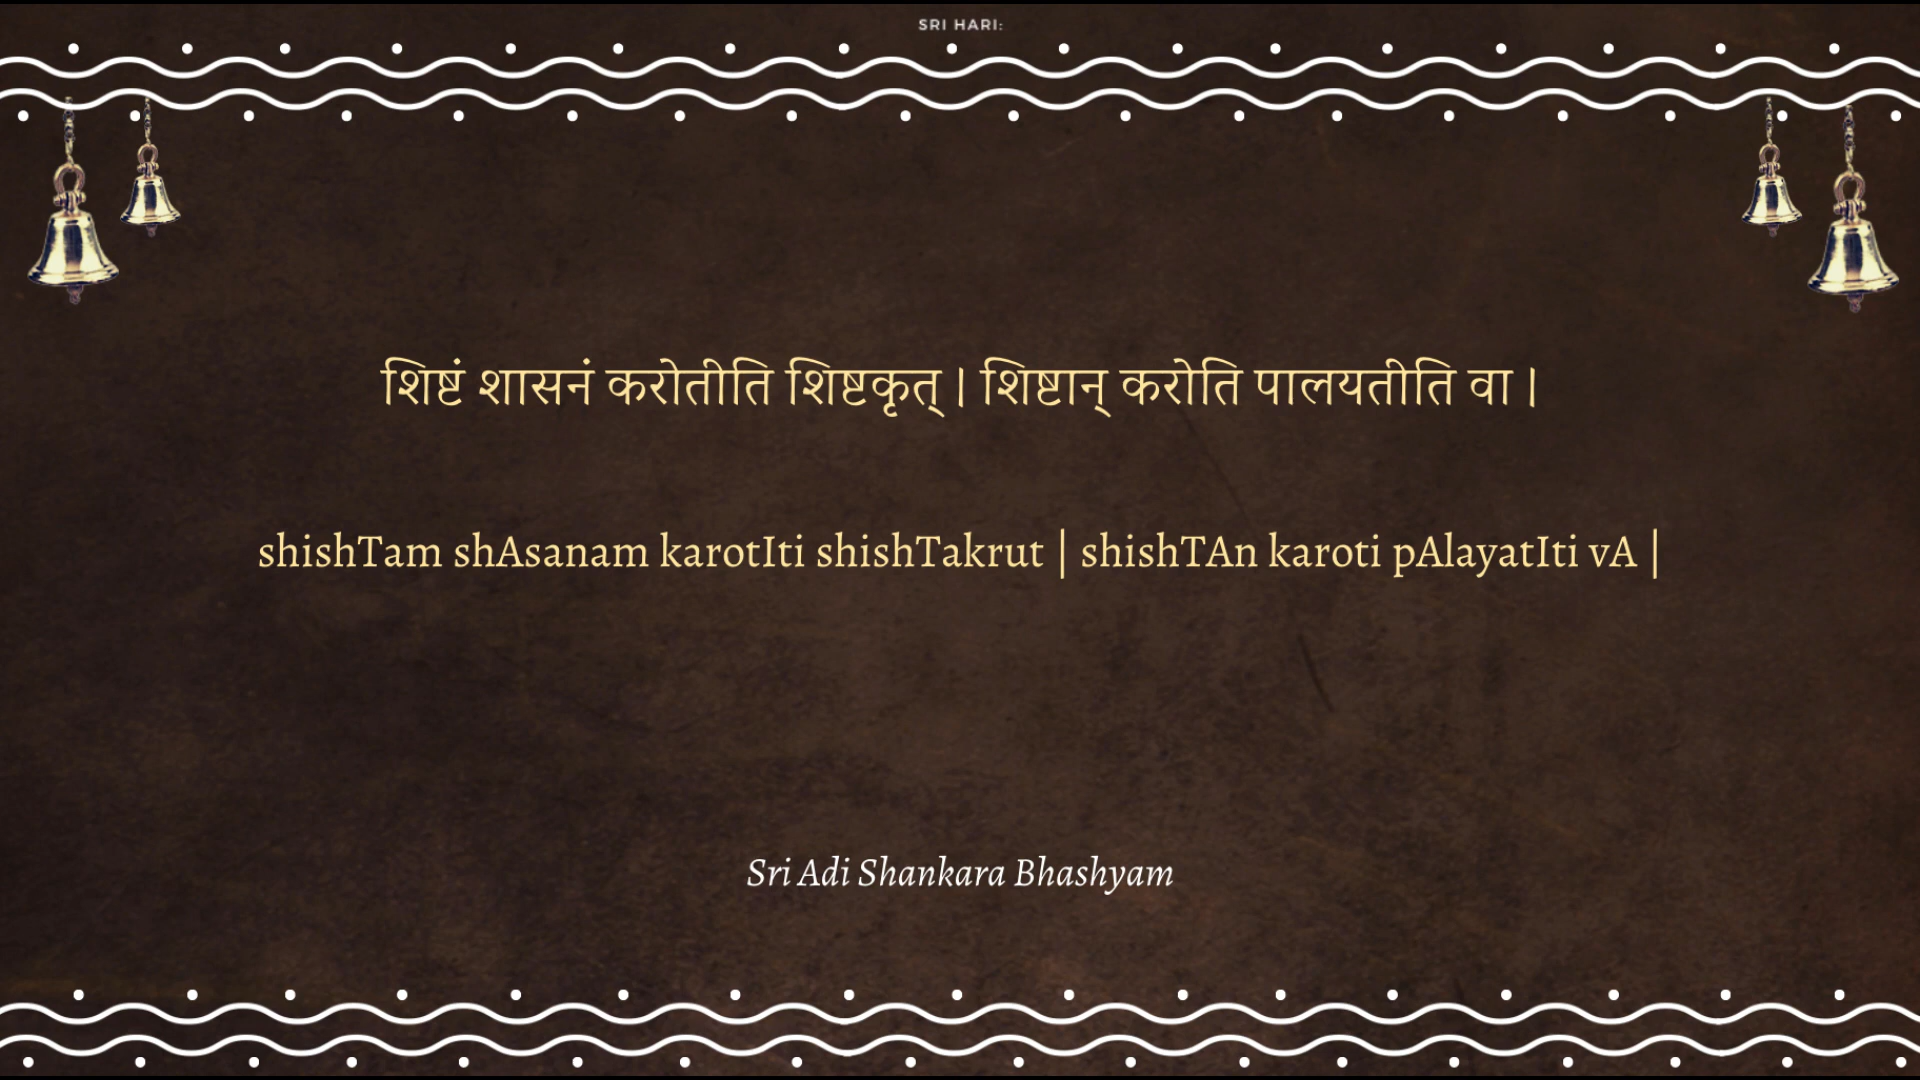 SRI HARI:
शिष्टं शासनं करोतीति शिष्टकृत् । शिष्टान् करोति पालयतीति वा ।
shishTam shAsanam karotIti shishTakrut | shishTAn karoti pAlayatIti vA |
Sri Adi Shankara Bhashyam